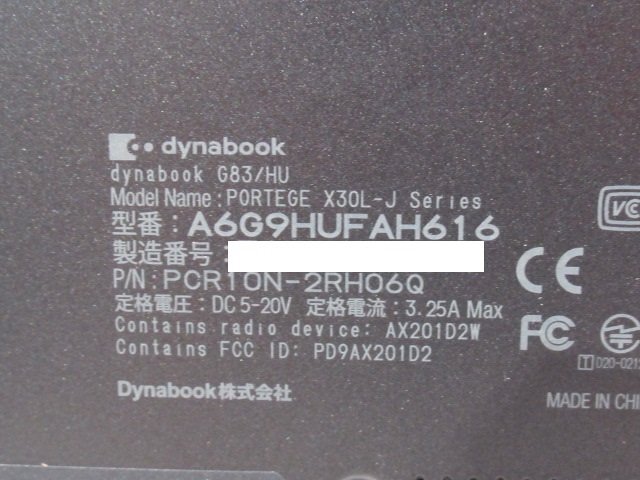 dynabook
dynabook G83/HU
Model Name : PORTEGE X30L-J Series
型番 : A6G9HUFAH616
製造番号 :
P/N: PCR10N-2RH06Q
定格電圧 : DC 5-20V 定格電流 : 3.25A Max
Contains radio device: AX201D2W
Contains FCC ID: PD9AX201D2
Dynabook株式会社
VC
CE
FC
D20-0212
MADE IN CHI